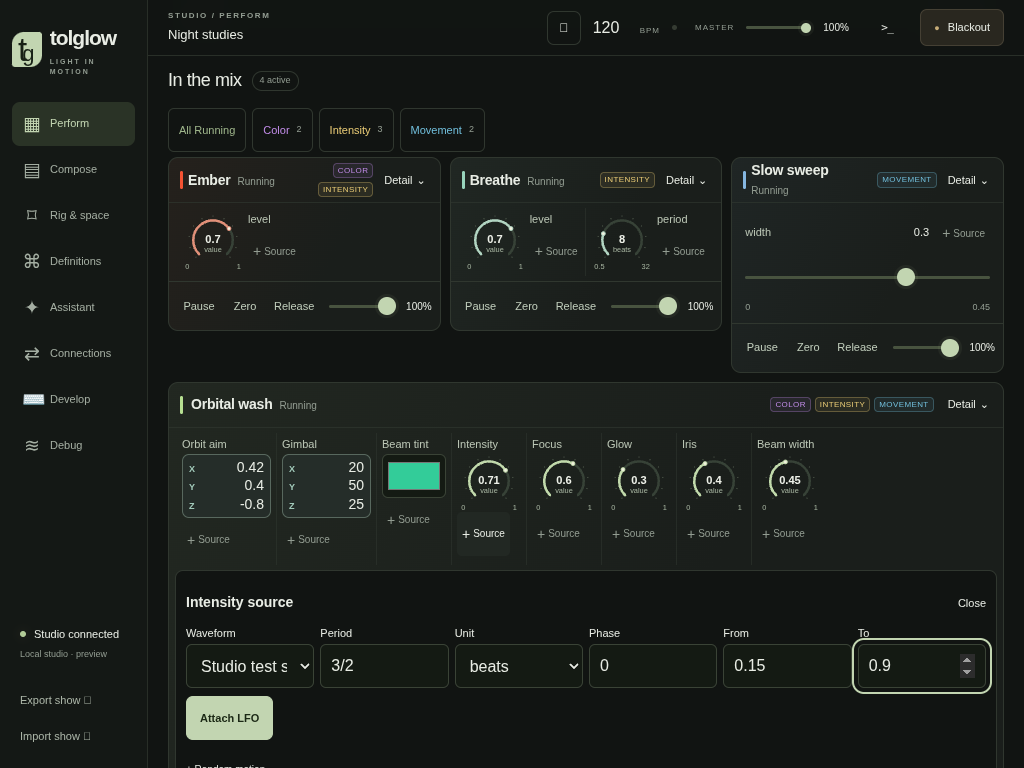 tg tolglow
LIGHT IN MOTION
Perform
Compose
Rig & space
Definitions
Assistant
Connections
Develop
Debug
Studio connected
Local studio · preview
Export show
Import show
STUDIO / PERFORM
Night studies
120 BPM
MASTER 100%
>_
Blackout
In the mix 4 active
All Running
Color 2
Intensity 3
Movement 2
Ember Running COLOR INTENSITY Detail
level
0.7
value
0 1
+ Source
Pause Zero Release 100%
Breathe Running INTENSITY Detail
level
0.7
value
0 1
+ Source
period
8
beats
0.5 32
+ Source
Pause Zero Release 100%
Slow sweep
Running
MOVEMENT Detail
width 0.3 + Source
0 0.45
Pause Zero Release 100%
Orbital wash Running COLOR INTENSITY MOVEMENT Detail
Orbit aim
X 0.42
Y 0.4
Z -0.8
+ Source
Gimbal
X 20
Y 50
Z 25
+ Source
Beam tint
+ Source
Intensity
0.71
value
0 1
+ Source
Focus
0.6
value
0 1
+ Source
Glow
0.3
value
0 1
+ Source
Iris
0.4
value
0 1
+ Source
Beam width
0.45
value
0 1
+ Source
Intensity source Close
Waveform Period Unit Phase From To
Studio test s 3/2 beats 0 0.15 0.9
Attach LFO